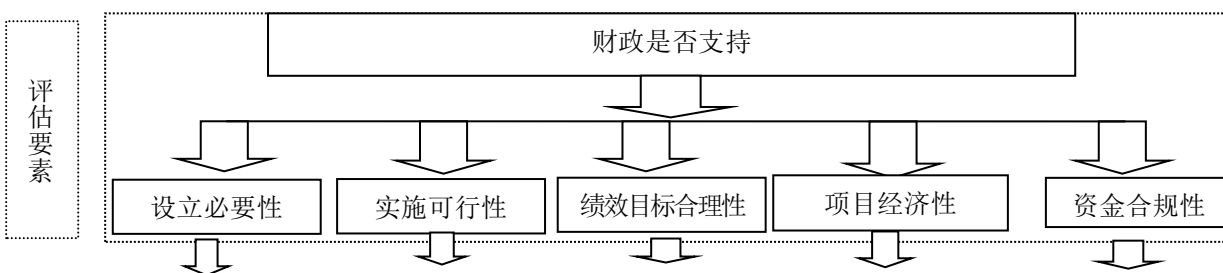 财政是否支持
评估要素
设立必要性
实施可行性
绩效目标合理性
项目经济性
资金合规性